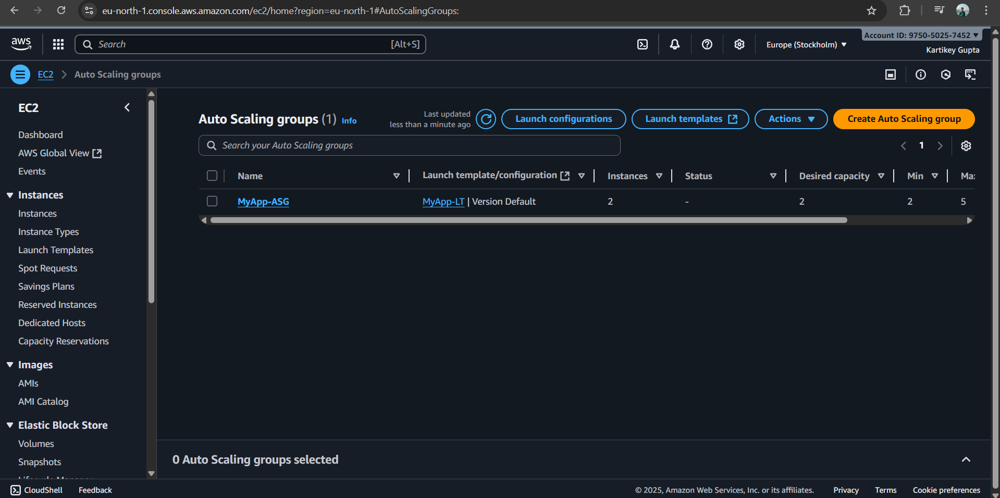 eu-north-1.console.aws.amazon.com/ec2/home?region=eu-north-1#AutoScalingGroups:
aws
Search [Alt+S]
Europe (Stockholm)
Account ID: 9750-5025-7452
Kartikey Gupta
EC2 Auto Scaling groups
EC2
Dashboard
AWS Global View
Events
Instances
Instances
Instance Types
Launch Templates
Spot Requests
Savings Plans
Reserved Instances
Dedicated Hosts
Capacity Reservations
Images
AMIs
AMI Catalog
Elastic Block Store
Volumes
Snapshots
Lifecycle Manager
Auto Scaling groups (1) Info
Last updated
less than a minute ago
Launch configurations
Launch templates
Actions
Create Auto Scaling group
Search your Auto Scaling groups
1
Name Launch template/configuration Instances Status Desired capacity Min Max
MyApp-ASG MyApp-LT | Version Default 2 - 2 2 5
0 Auto Scaling groups selected
CloudShell Feedback © 2025, Amazon Web Services, Inc. or its affiliates. Privacy Terms Cookie preferences